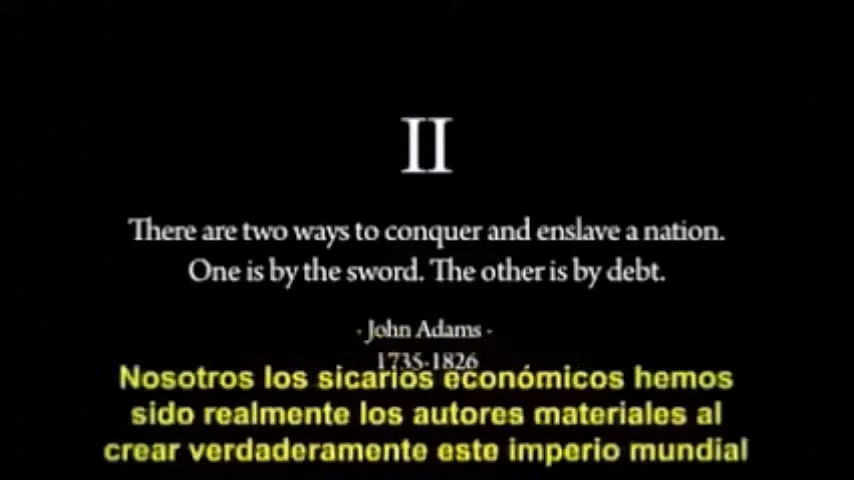 II
There are two ways to conquer and enslave a nation.
One is by the sword. The other is by debt.
· John Adams ·
1735-1826
Nosotros los sicarios económicos hemos
sido realmente los autores materiales al
crear verdaderamente este imperio mundial